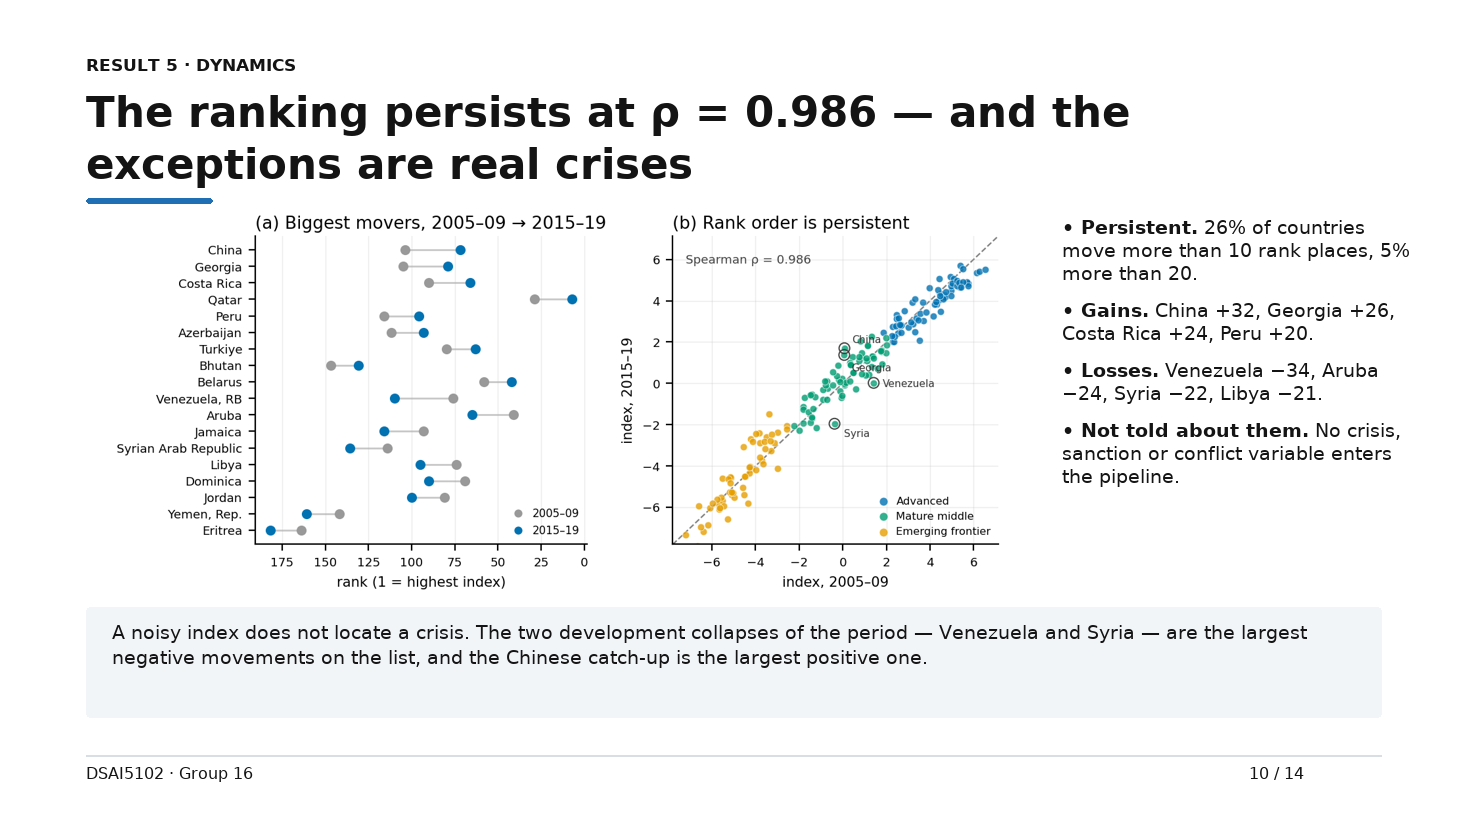 RESULT 5 · DYNAMICS
The ranking persists at ρ = 0.986 — and the
exceptions are real crises
(a) Biggest movers, 2005–09 → 2015–19
China
Georgia
Costa Rica
Qatar
Peru
Azerbaijan
Turkiye
Bhutan
Belarus
Venezuela, RB
Aruba
Jamaica
Syrian Arab Republic
Libya
Dominica
Jordan
Yemen, Rep.
Eritrea
2005–09
2015–19
175 150 125 100 75 50 25 0
rank (1 = highest index)
(b) Rank order is persistent
Spearman ρ = 0.986
index, 2015–19
6
4
2
0
−2
−4
−6
China
Georgia
Venezuela
Syria
Advanced
Mature middle
Emerging frontier
−6 −4 −2 0 2 4 6
index, 2005–09
• Persistent. 26% of countries
move more than 10 rank places, 5%
more than 20.
• Gains. China +32, Georgia +26,
Costa Rica +24, Peru +20.
• Losses. Venezuela −34, Aruba
−24, Syria −22, Libya −21.
• Not told about them. No crisis,
sanction or conflict variable enters
the pipeline.
A noisy index does not locate a crisis. The two development collapses of the period — Venezuela and Syria — are the largest
negative movements on the list, and the Chinese catch-up is the largest positive one.
DSAI5102 · Group 16
10 / 14